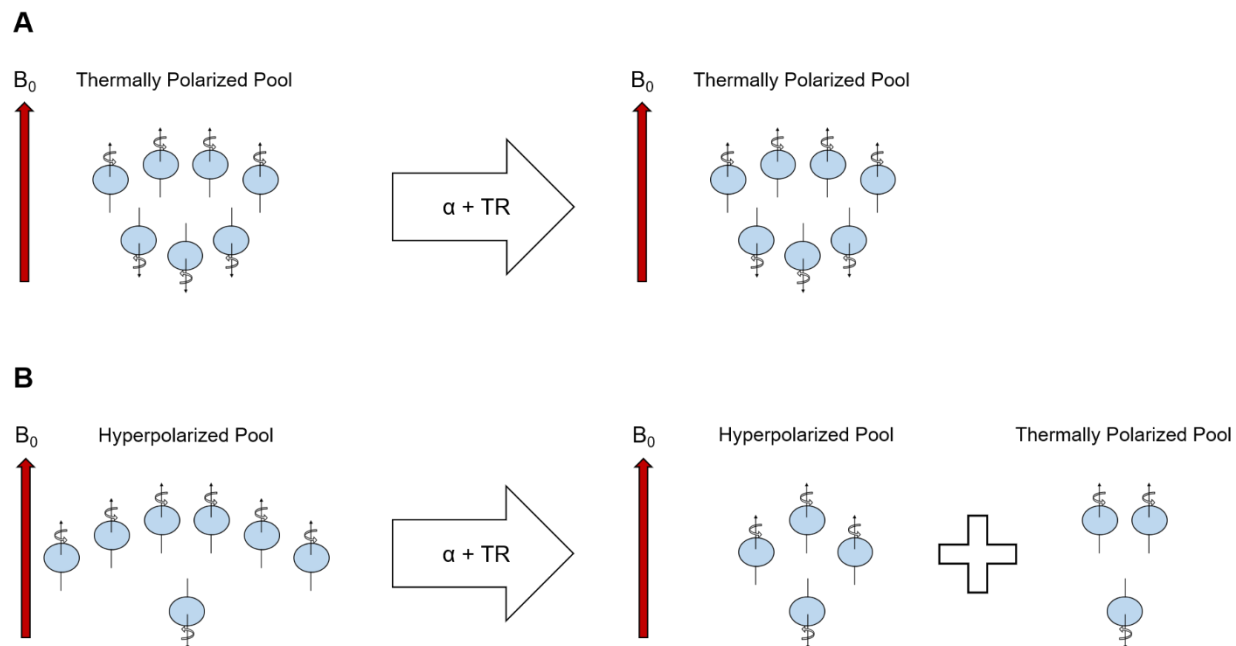 A
B₀ Thermally Polarized Pool B₀ Thermally Polarized Pool
α + TR
B
B₀ Hyperpolarized Pool B₀ Hyperpolarized Pool Thermally Polarized Pool
α + TR